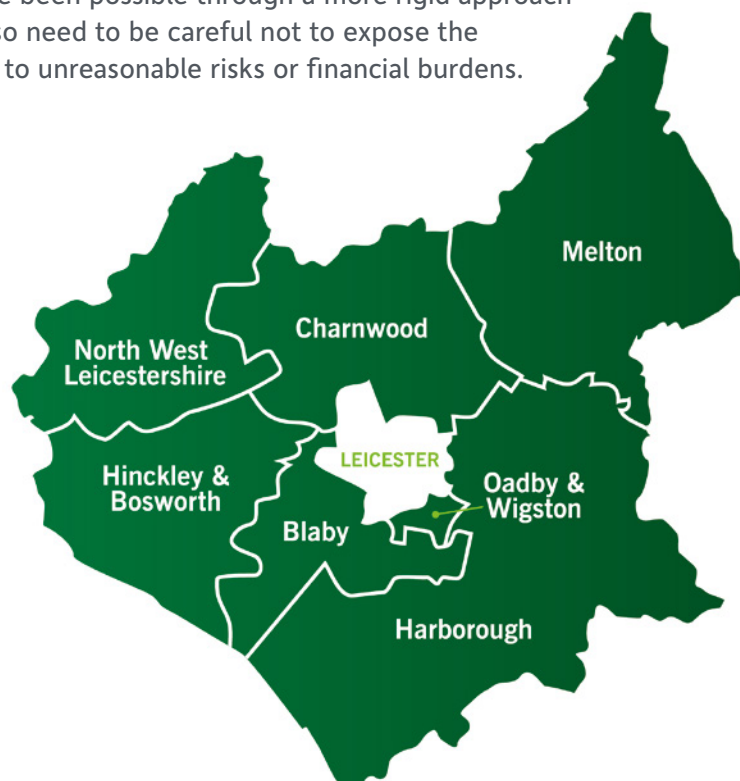 been possible through a more rigid approach
so need to be careful not to expose the
to unreasonable risks or financial burdens.
Melton
Charnwood
North West
Leicestershire
LEICESTER
Hinckley &
Bosworth
Oadby &
Wigston
Blaby
Harborough